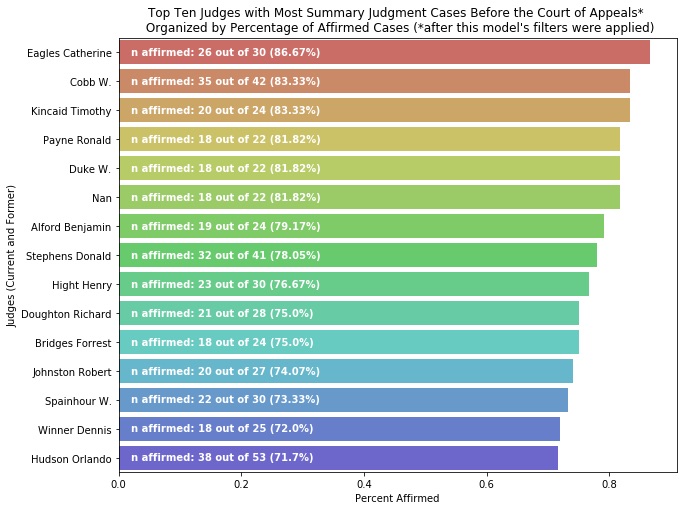 Top Ten Judges with Most Summary Judgment Cases Before the Court of Appeals*
Organized by Percentage of Affirmed Cases (*after this model's filters were applied)
Judges (Current and Former)
Eagles Catherine n affirmed: 26 out of 30 (86.67%)
Cobb W. n affirmed: 35 out of 42 (83.33%)
Kincaid Timothy n affirmed: 20 out of 24 (83.33%)
Payne Ronald n affirmed: 18 out of 22 (81.82%)
Duke W. n affirmed: 18 out of 22 (81.82%)
Nan n affirmed: 18 out of 22 (81.82%)
Alford Benjamin n affirmed: 19 out of 24 (79.17%)
Stephens Donald n affirmed: 32 out of 41 (78.05%)
Hight Henry n affirmed: 23 out of 30 (76.67%)
Doughton Richard n affirmed: 21 out of 28 (75.0%)
Bridges Forrest n affirmed: 18 out of 24 (75.0%)
Johnston Robert n affirmed: 20 out of 27 (74.07%)
Spainhour W. n affirmed: 22 out of 30 (73.33%)
Winner Dennis n affirmed: 18 out of 25 (72.0%)
Hudson Orlando n affirmed: 38 out of 53 (71.7%)
0.0 0.2 0.4 0.6 0.8
Percent Affirmed